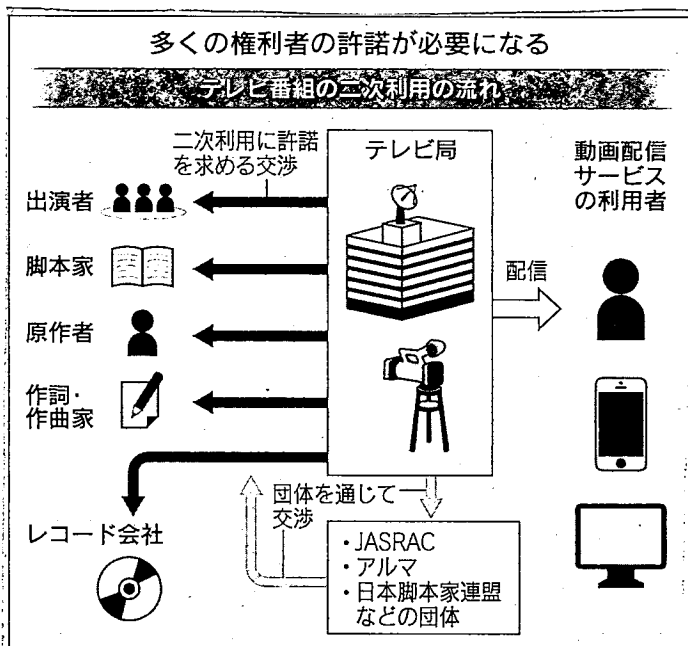 多くの権利者の許諾が必要になる
テレビ番組の二次利用の流れ
二次利用に許諾
を求める交渉
テレビ局
動画配信
サービス
の利用者
出演者
脚本家
配信
原作者
作詞・
作曲家
団体を通じて
交渉
レコード会社
・JASRAC
・アルマ
・日本脚本家連盟
などの団体